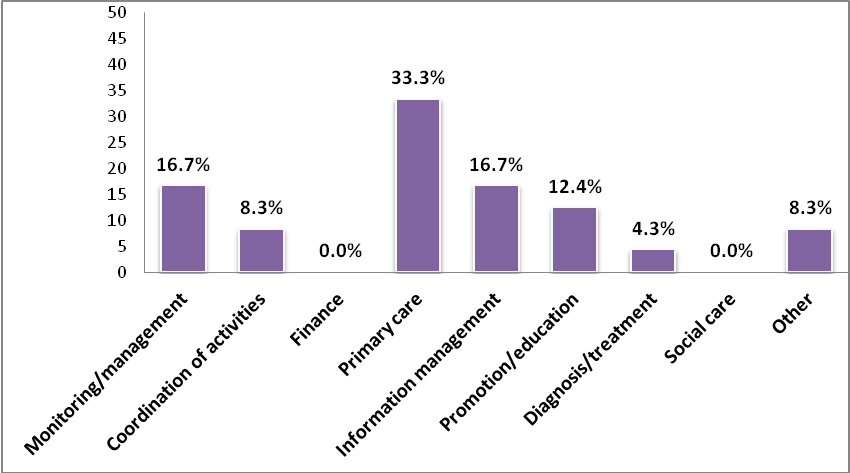 50
45
40
35
30
25
20
15
10
5
0
16.7%
8.3%
0.0%
33.3%
16.7%
12.4%
4.3%
0.0%
8.3%
Monitoring/management
Coordination of activities
Finance
Primary care
Information management
Promotion/education
Diagnosis/treatment
Social care
Other